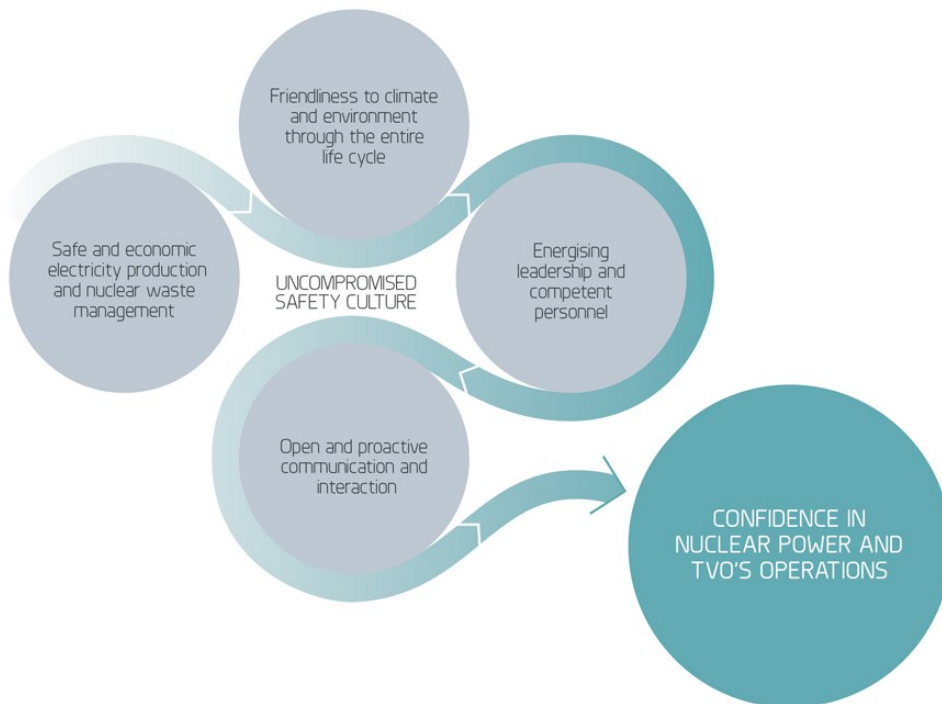 Friendliness to climate
and environment
through the entire
life cycle
Safe and economic
electricity production
and nuclear waste
management
UNCOMPROMISED
SAFETY CULTURE
Energising
leadership and
competent
personnel
Open and proactive
communication and
interaction
CONFIDENCE IN
NUCLEAR POWER AND
TVO'S OPERATIONS